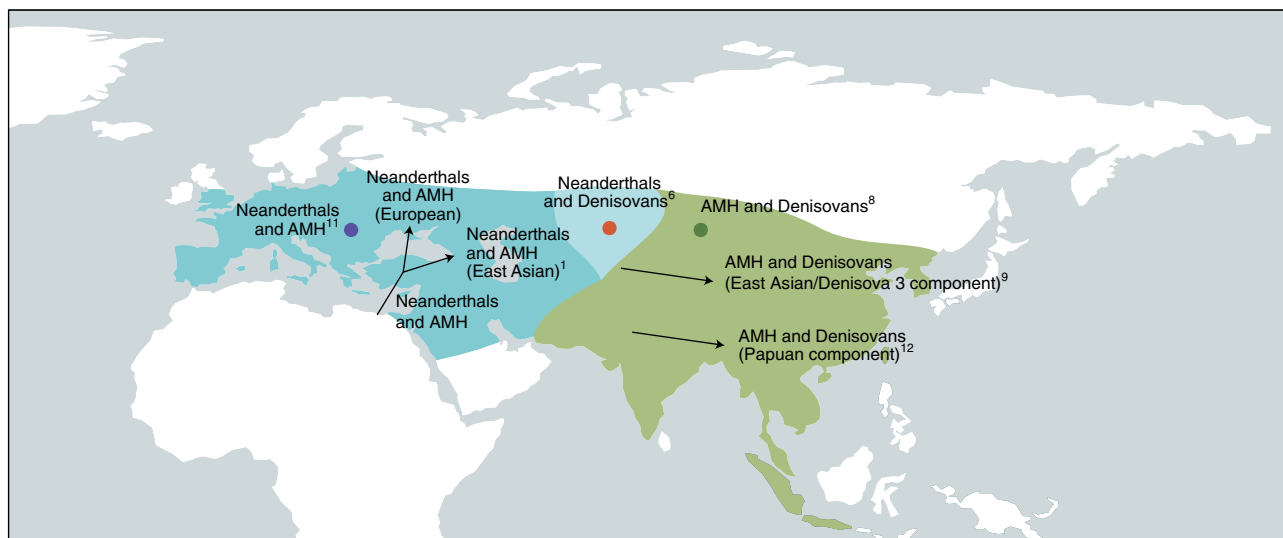 Neanderthals
and AMH
(European)
Neanderthals
and AMH¹¹
Neanderthals
and AMH
(East Asian)¹
Neanderthals
and AMH
Neanderthals
and Denisovans⁶
AMH and Denisovans⁸
AMH and Denisovans
(East Asian/Denisova 3 component)⁹
AMH and Denisovans
(Papuan component)¹²